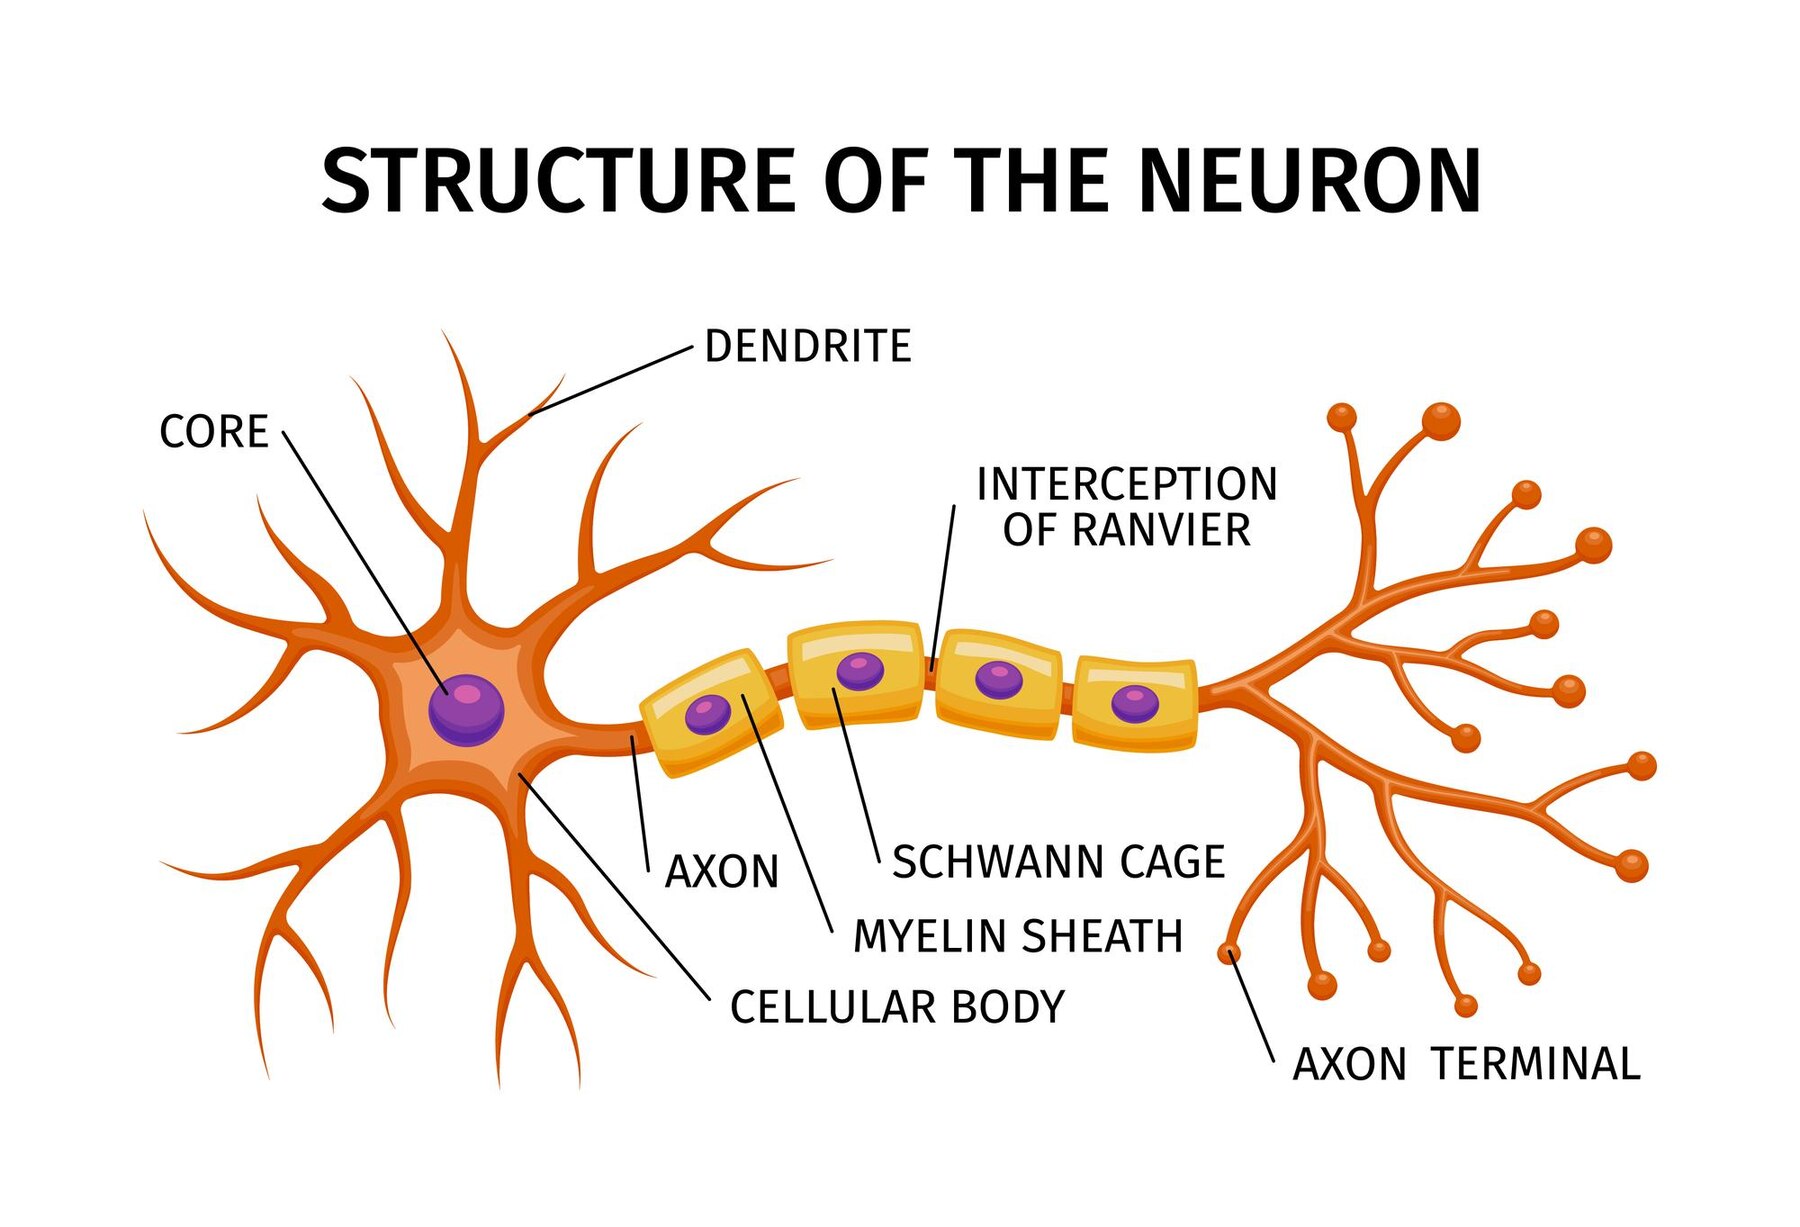 STRUCTURE OF THE NEURON
DENDRITE
CORE
INTERCEPTION
OF RANVIER
AXON
SCHWANN CAGE
MYELIN SHEATH
CELLULAR BODY
AXON TERMINAL